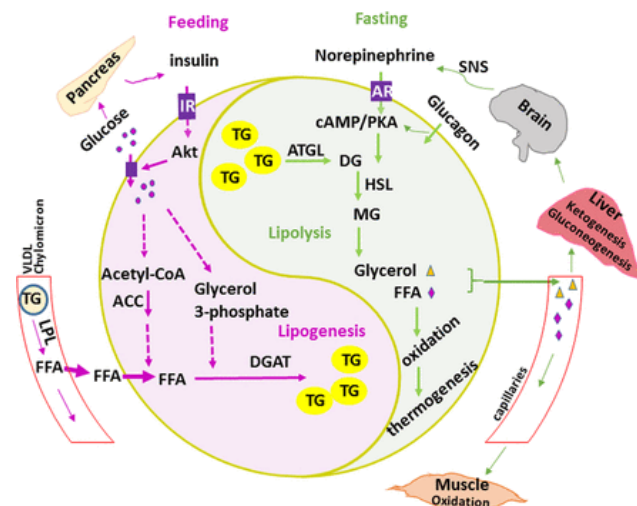 Feeding
Fasting
insulin
Pancreas
Glucose
IR
Akt
Norepinephrine
SNS
AR
Brain
cAMP/PKA
Glucagon
TG
TG
TG
ATGL
DG
HSL
MG
Lipolysis
Liver
Ketogenesis
Gluconeogenesis
VLDL
Chylomicron
TG
LPL
FFA
FFA
FFA
Acetyl-CoA
ACC
Glycerol
3-phosphate
Lipogenesis
DGAT
TG
TG
TG
Glycerol
FFA
oxidation
thermogenesis
capillaries
Muscle
Oxidation